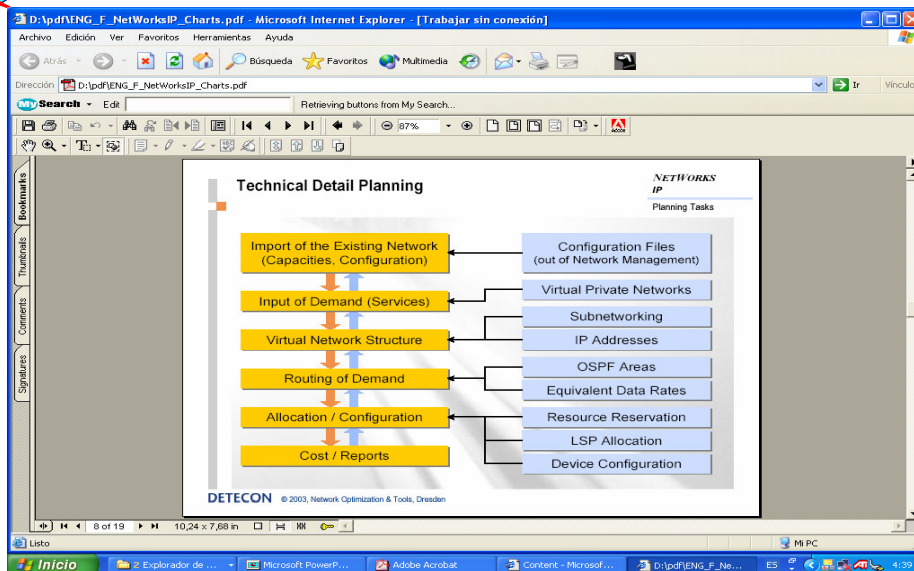 D:\pdf\ENG_F_NetWorksIP_Charts.pdf - Microsoft Internet Explorer - [Trabajar sin conexión]
Archivo Edición Ver Favoritos Herramientas Ayuda
Atrás Búsqueda Favoritos Multimedia
Dirección D:\pdf\ENG_F_NetWorksIP_Charts.pdf Ir Vínculo
My Search Edit Retrieving buttons from My Search...
87%
Bookmarks
Thumbnails
Comments
Signatures
Technical Detail Planning
NETWORKS
IP
Planning Tasks
Import of the Existing Network
(Capacities, Configuration)
Input of Demand (Services)
Virtual Network Structure
Routing of Demand
Allocation / Configuration
Cost / Reports
Configuration Files
(out of Network Management)
Virtual Private Networks
Subnetworking
IP Addresses
OSPF Areas
Equivalent Data Rates
Resource Reservation
LSP Allocation
Device Configuration
DETECON © 2003, Network Optimization & Tools, Dresden
8 of 19 10,24 x 7,68 in
Listo Mi PC
Inicio 2 Explorador de ... Microsoft PowerP... Adobe Acrobat Content - Microsof... D:\pdf\ENG_F_Ne... ES 4:39